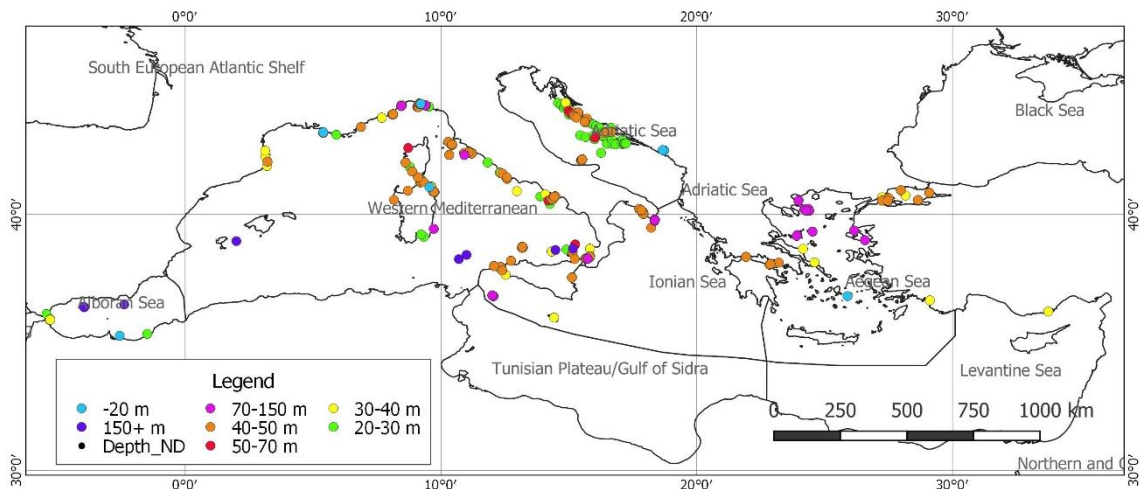 0°0′ 10°0′ 20°0′ 30°0′
South European Atlantic Shelf
Black Sea
Adriatic Sea
Adriatic Sea
Western Mediterranean
40°0′ 40°0′
Ionian Sea
Aegean Sea
Alboran Sea
Tunisian Plateau/Gulf of Sidra
Levantine Sea
Legend
-20 m 70-150 m 30-40 m
150+ m 40-50 m 20-30 m
Depth_ND 50-70 m
0 250 500 750 1000 km
Northern and C
30°0′ 30°0′
0°0′ 10°0′ 20°0′ 30°0′